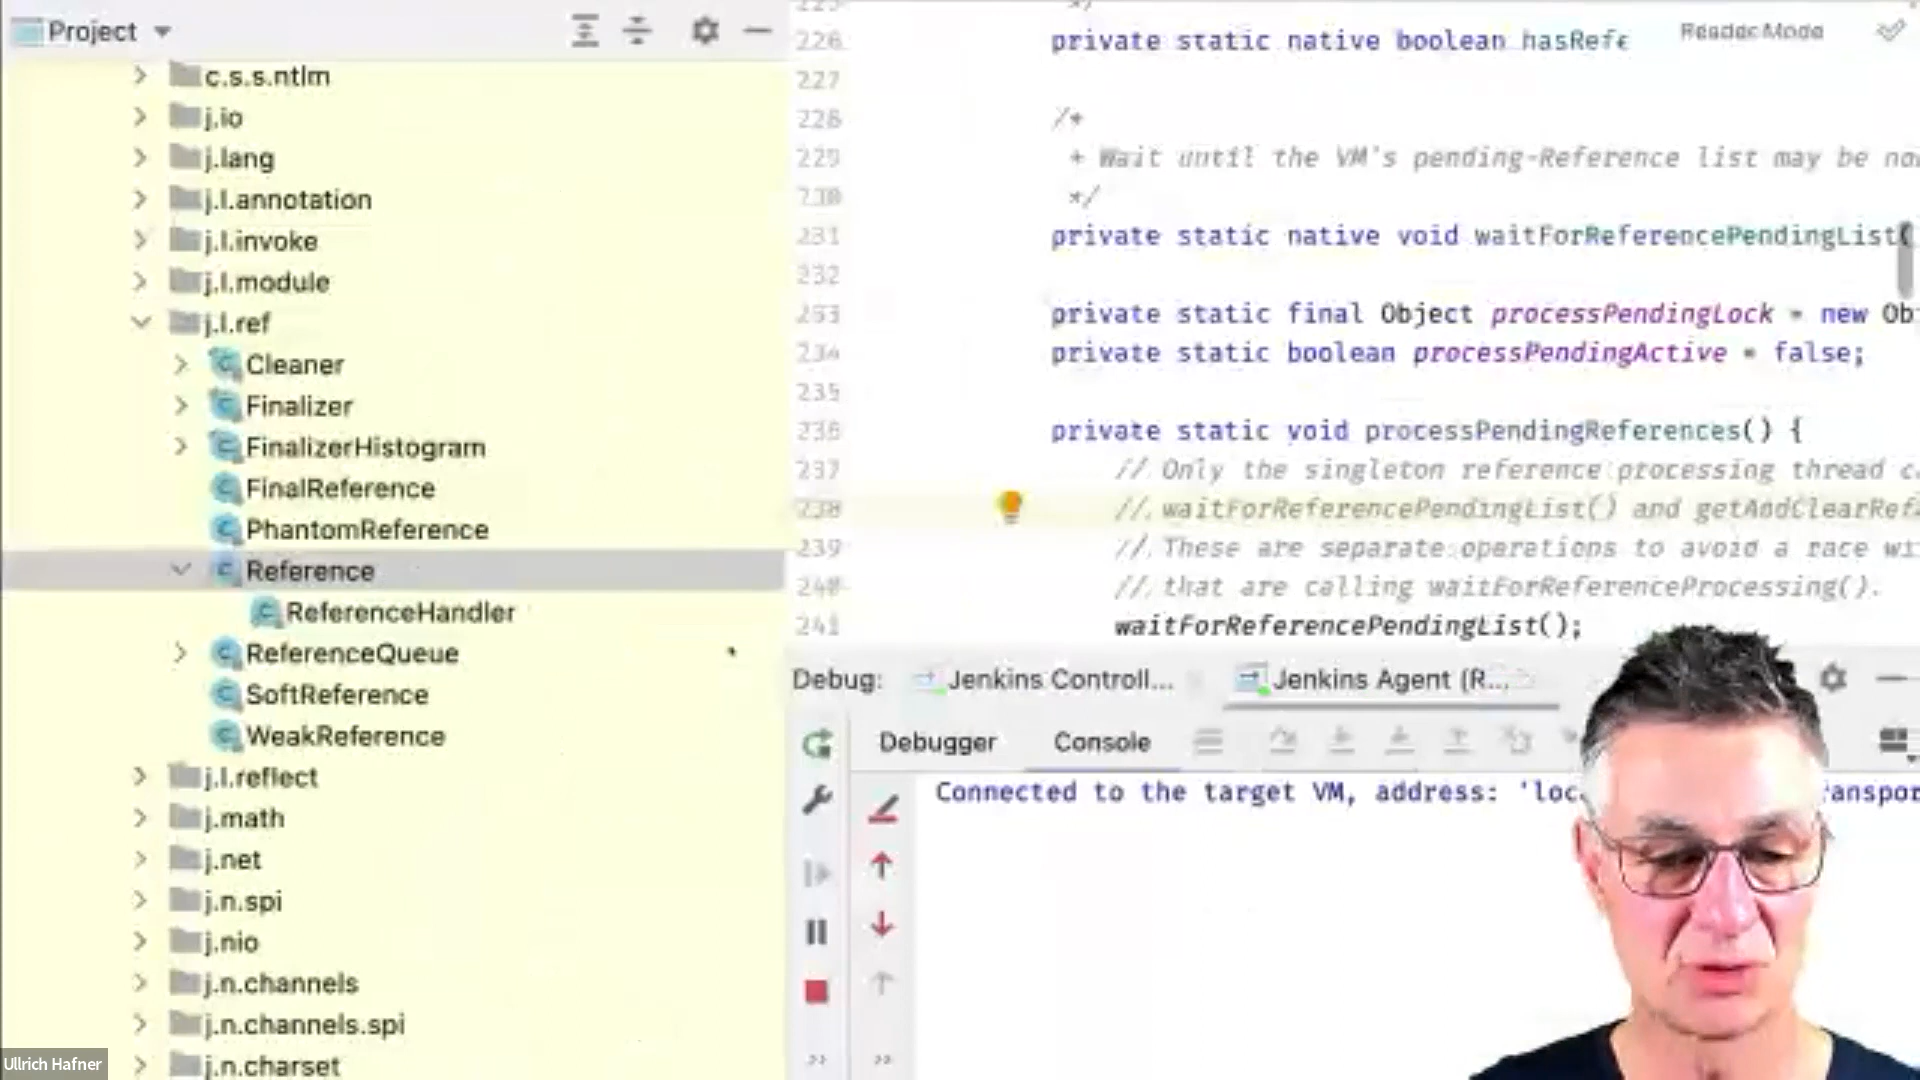 Project
c.s.s.ntlm
j.io
j.lang
j.l.annotation
j.l.invoke
j.l.module
j.l.ref
Cleaner
Finalizer
FinalizerHistogram
FinalReference
PhantomReference
Reference
ReferenceHandler
ReferenceQueue
SoftReference
WeakReference
j.l.reflect
j.math
j.net
j.n.spi
j.nio
j.n.channels
j.n.channels.spi
j.n.charset
Ullrich Hafner
Reader Mode
225 */
226 private static native boolean hasRefe
227
228 /*
229 * Wait until the VM's pending-Reference list may be no
230 */
231 private static native void waitForReferencePendingList(
232
233 private static final Object processPendingLock = new Obj
234 private static boolean processPendingActive = false;
235
236 private static void processPendingReferences() {
237 // Only the singleton reference processing thread c
238 // waitForReferencePendingList() and getAndClearRefe
239 // These are separate operations to avoid a race wi
240 // that are calling waitForReferenceProcessing().
241 waitForReferencePendingList();
Debug: Jenkins Controll... Jenkins Agent (R...
Debugger Console
Connected to the target VM, address: 'loc ranspor